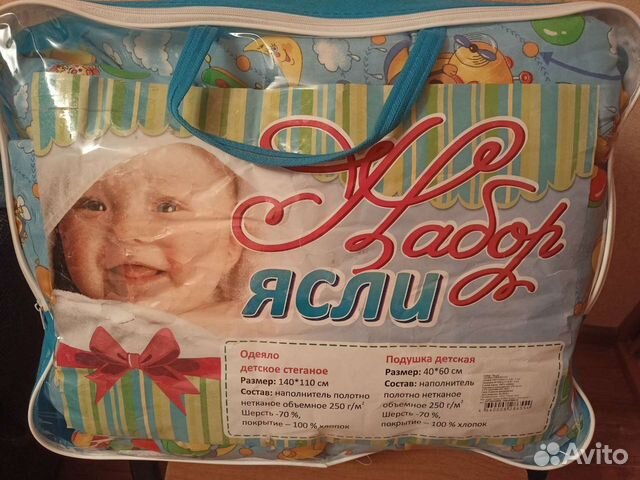 Набор
ЯСЛИ
Одеяло
детское стеганое
Размер: 140*110 см
Состав: наполнитель полотно
нетканое объемное 250 г/м²
Шерсть -70 %,
покрытие – 100 % хлопок
Подушка детская
Размер: 40*60 см
Состав: наполнитель
полотно нетканое
объемное 250 г/м²
Шерсть -70 %,
покрытие – 100 % хлопок
Avito